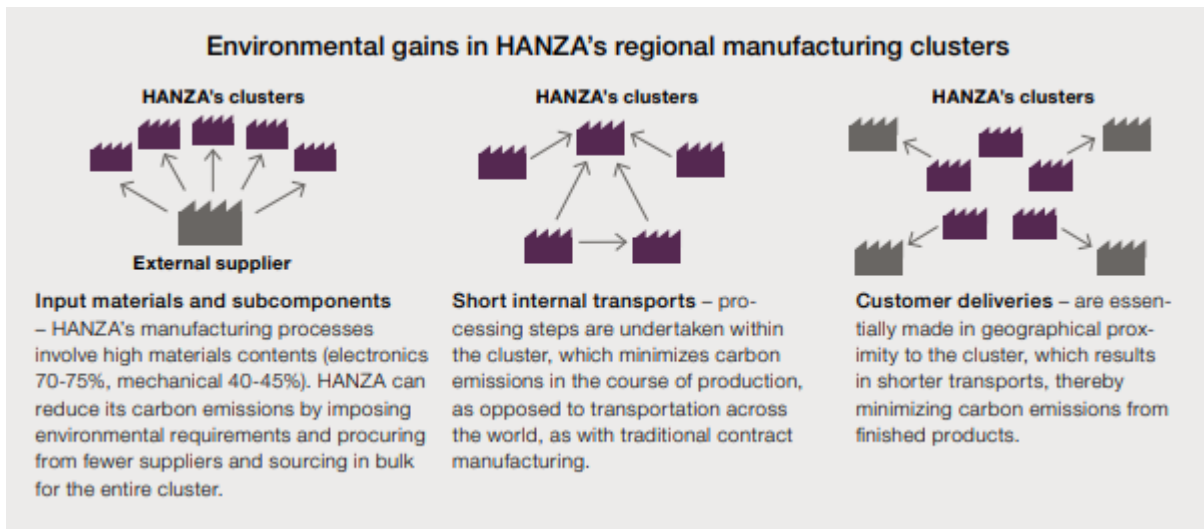 Environmental gains in HANZA's regional manufacturing clusters
HANZA's clusters
External supplier
Input materials and subcomponents
– HANZA's manufacturing processes
involve high materials contents (electronics
70-75%, mechanical 40-45%). HANZA can
reduce its carbon emissions by imposing
environmental requirements and procuring
from fewer suppliers and sourcing in bulk
for the entire cluster.
HANZA's clusters
Short internal transports – pro-
cessing steps are undertaken within
the cluster, which minimizes carbon
emissions in the course of production,
as opposed to transportation across
the world, as with traditional contract
manufacturing.
HANZA's clusters
Customer deliveries – are essen-
tially made in geographical prox-
imity to the cluster, which results
in shorter transports, thereby
minimizing carbon emissions from
finished products.